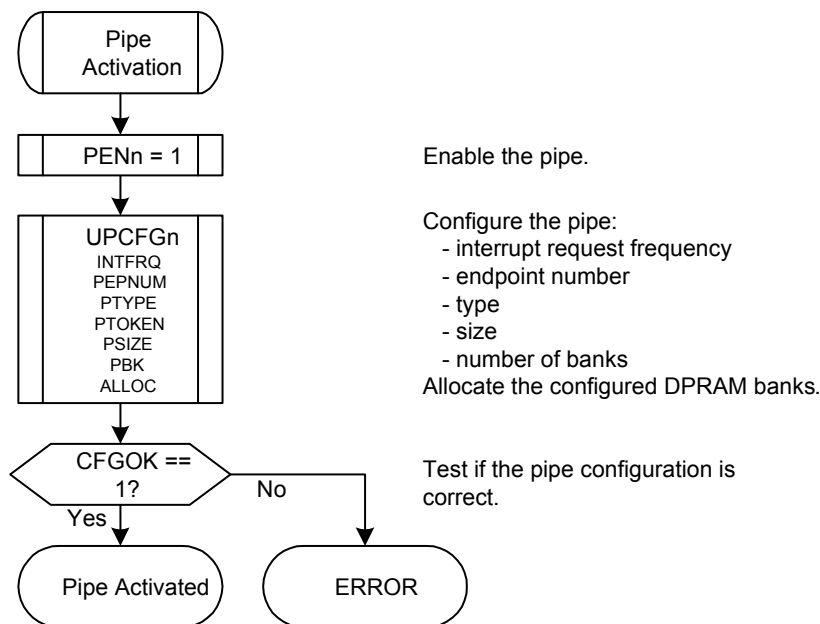 Pipe
Activation
PENn = 1
Enable the pipe.
UPCFGn
INTFRQ
PEPNUM
PTYPE
PTOKEN
PSIZE
PBK
ALLOC
Configure the pipe:
- interrupt request frequency
- endpoint number
- type
- size
- number of banks
Allocate the configured DPRAM banks.
CFGOK ==
1?
No
Yes
Test if the pipe configuration is
correct.
Pipe Activated
ERROR